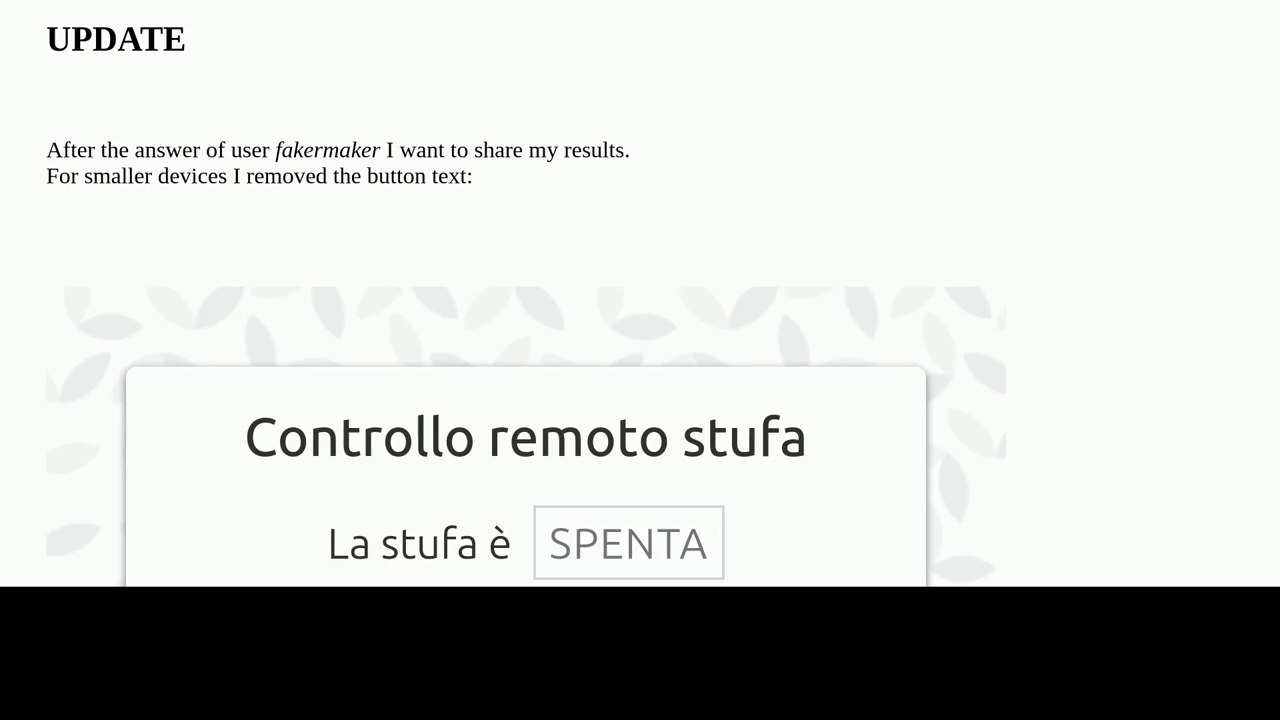 UPDATE
After the answer of user fakermaker I want to share my results.
For smaller devices I removed the button text:
Controllo remoto stufa
La stufa è SPENTA